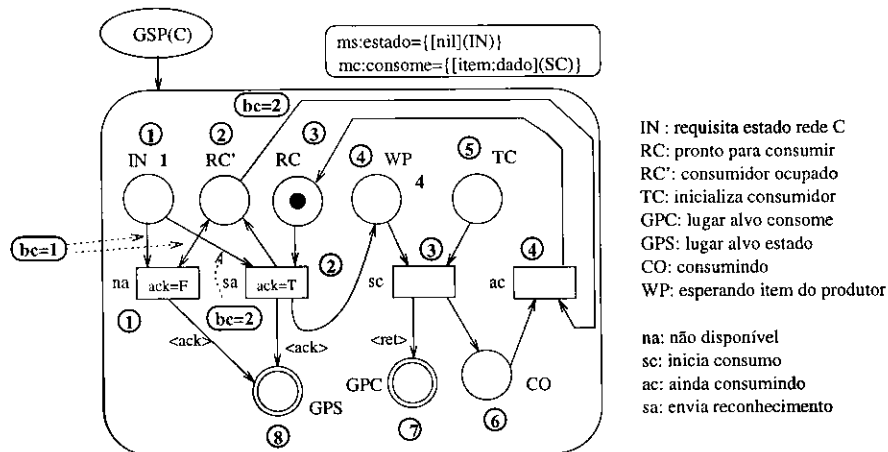 GSP(C)
ms:estado={[nil](IN)}
mc:consome={[item:dado](SC)}
bc=2
1
2
3
4
5
IN 1
RC'
RC
WP
4
TC
bc=1
na
ack=F
sa
ack=T
2
sc
3
ac
4
1
bc=2
<ack>
<ack>
<ret>
GPS
GPC
CO
8
7
6
IN : requisita estado rede C
RC: pronto para consumir
RC': consumidor ocupado
TC: inicializa consumidor
GPC: lugar alvo consome
GPS: lugar alvo estado
CO: consumindo
WP: esperando item do produtor
na: não disponível
sc: inicia consumo
ac: ainda consumindo
sa: envia reconhecimento